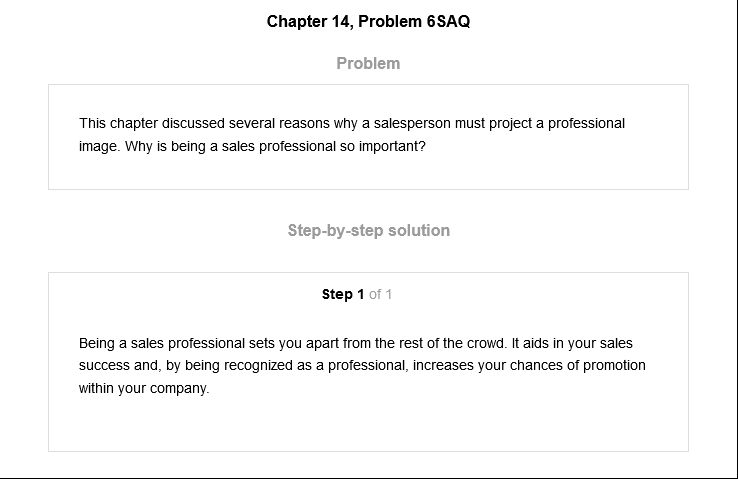 Chapter 14, Problem 6SAQ
Problem
This chapter discussed several reasons why a salesperson must project a professional
image. Why is being a sales professional so important?
Step-by-step solution
Step 1 of 1
Being a sales professional sets you apart from the rest of the crowd. It aids in your sales
success and, by being recognized as a professional, increases your chances of promotion
within your company.